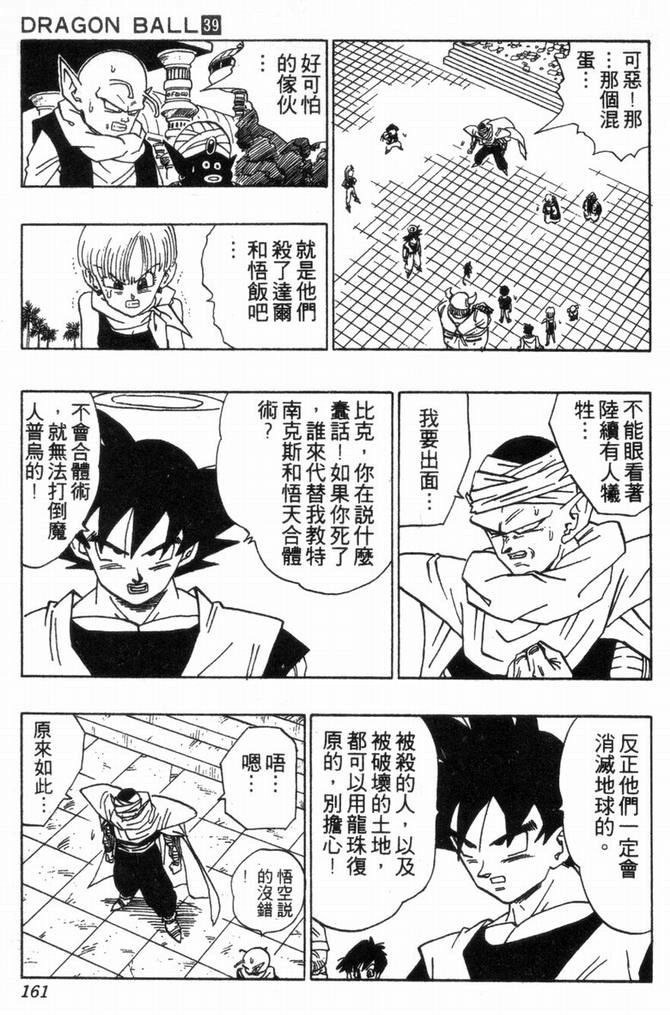 DRAGON BALL 39
可惡!那
…那個混
蛋…
好可怕
的傢伙
…
就是他們
殺了達爾
和悟飯吧
…
不能眼看著
陸續有人犧
牲…
我要出面…
比克,你在説什麼
蠢話!如果你死了
,誰來代替我教特
南克斯和悟天合體
術?
不會合體術
,就無法打倒魔
人普烏的!
反正他們一定會
消滅地球的。
被殺的人,以及
被破壞的土地,
都可以用龍珠復
原的,別擔心!
唔…
嗯…
悟空説
的沒錯
!
原來如此…
161